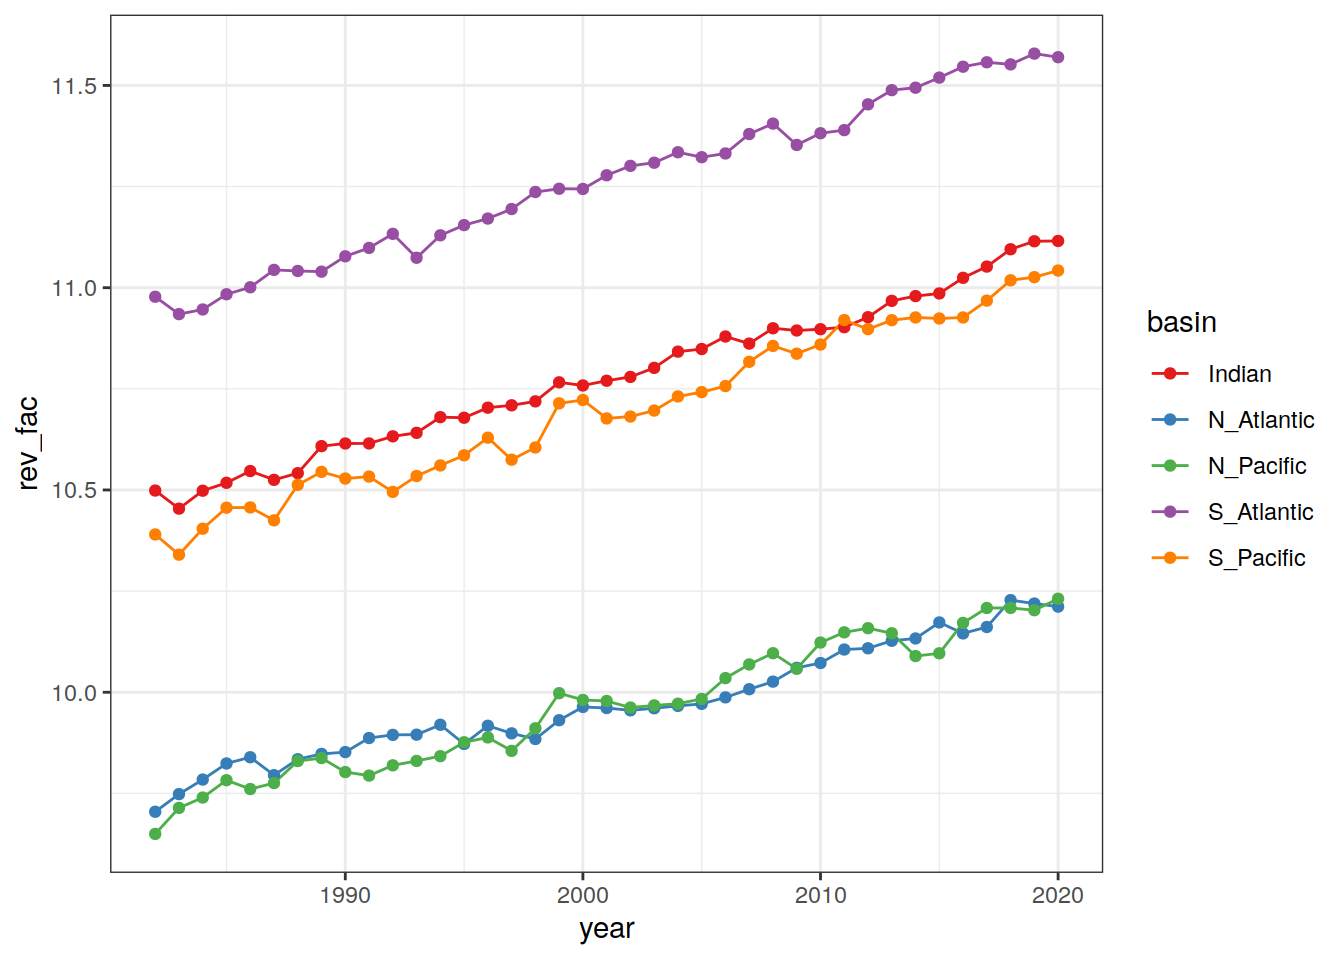 11.5
11.0
10.5
10.0
rev_fac
1990
2000
2010
2020
year
basin
Indian
N_Atlantic
N_Pacific
S_Atlantic
S_Pacific